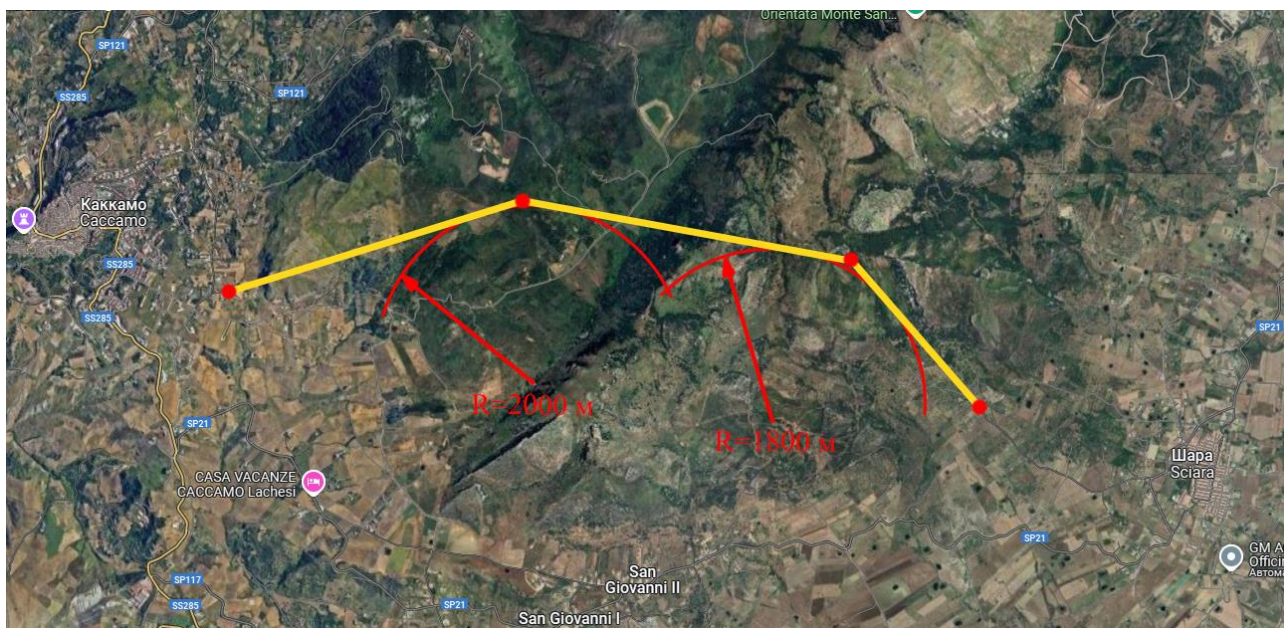 Orientata Monte San...
SP121
SS285
SP121
Каккамо
Caccamo
SS285
SS285
R=2000 м
SP21
R=1800 м
SP21
Шара
Sciara
CASA VACANZE
CACCAMO Lachesi
SP21
GM A
Offici
Автома
San
Giovanni II
SP117
SS285
SP21
San Giovanni I